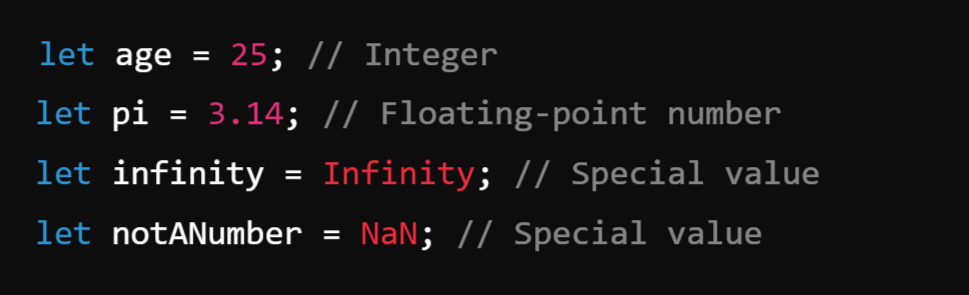 let age = 25; // Integer
let pi = 3.14; // Floating-point number
let infinity = Infinity; // Special value
let notANumber = NaN; // Special value